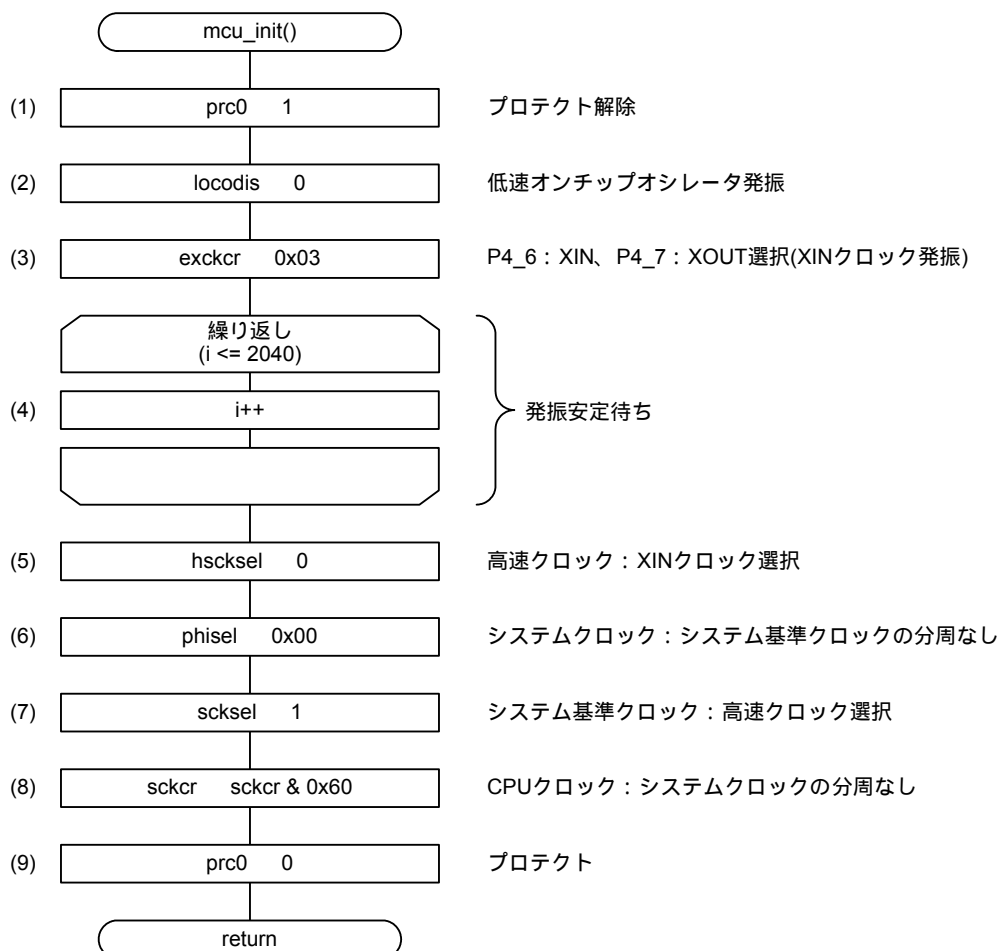 mcu_init()
(1) prc0 1 プロテクト解除
(2) locodis 0 低速オンチップオシレータ発振
(3) exckcr 0x03 P4_6：XIN、P4_7：XOUT選択(XINクロック発振)
繰り返し
(i <= 2040)
(4) i++ 発振安定待ち
(5) hscksel 0 高速クロック：XINクロック選択
(6) phisel 0x00 システムクロック：システム基準クロックの分周なし
(7) scksel 1 システム基準クロック：高速クロック選択
(8) sckcr sckcr & 0x60 CPUクロック：システムクロックの分周なし
(9) prc0 0 プロテクト
return